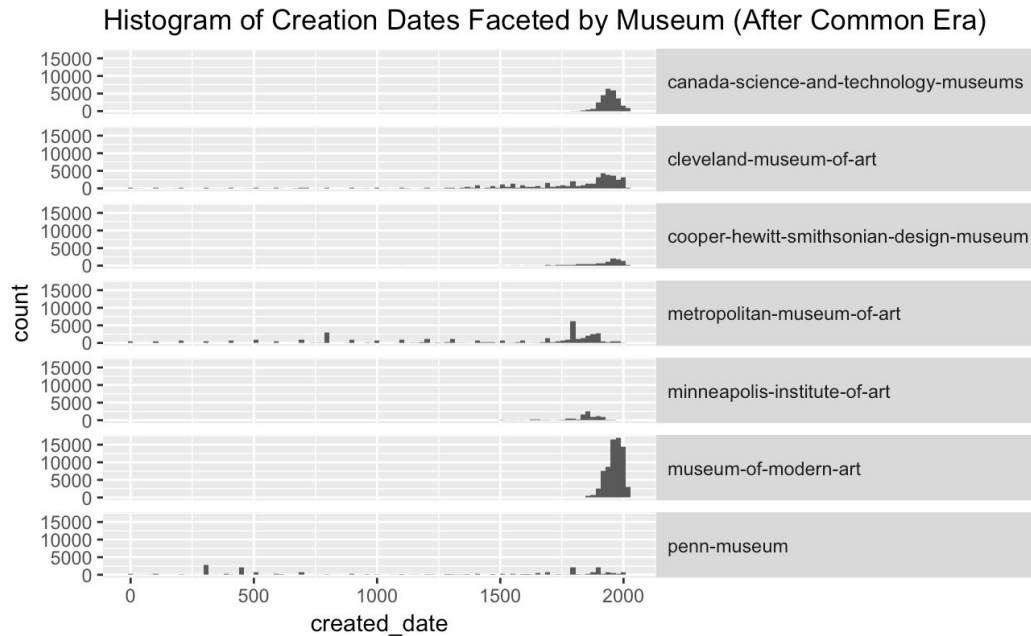 Histogram of Creation Dates Faceted by Museum (After Common Era)
15000
10000
5000
0
canada-science-and-technology-museums
15000
10000
5000
0
cleveland-museum-of-art
15000
10000
5000
0
cooper-hewitt-smithsonian-design-museum
count
15000
10000
5000
0
metropolitan-museum-of-art
15000
10000
5000
0
minneapolis-institute-of-art
15000
10000
5000
0
museum-of-modern-art
15000
10000
5000
0
penn-museum
0 500 1000 1500 2000
created_date